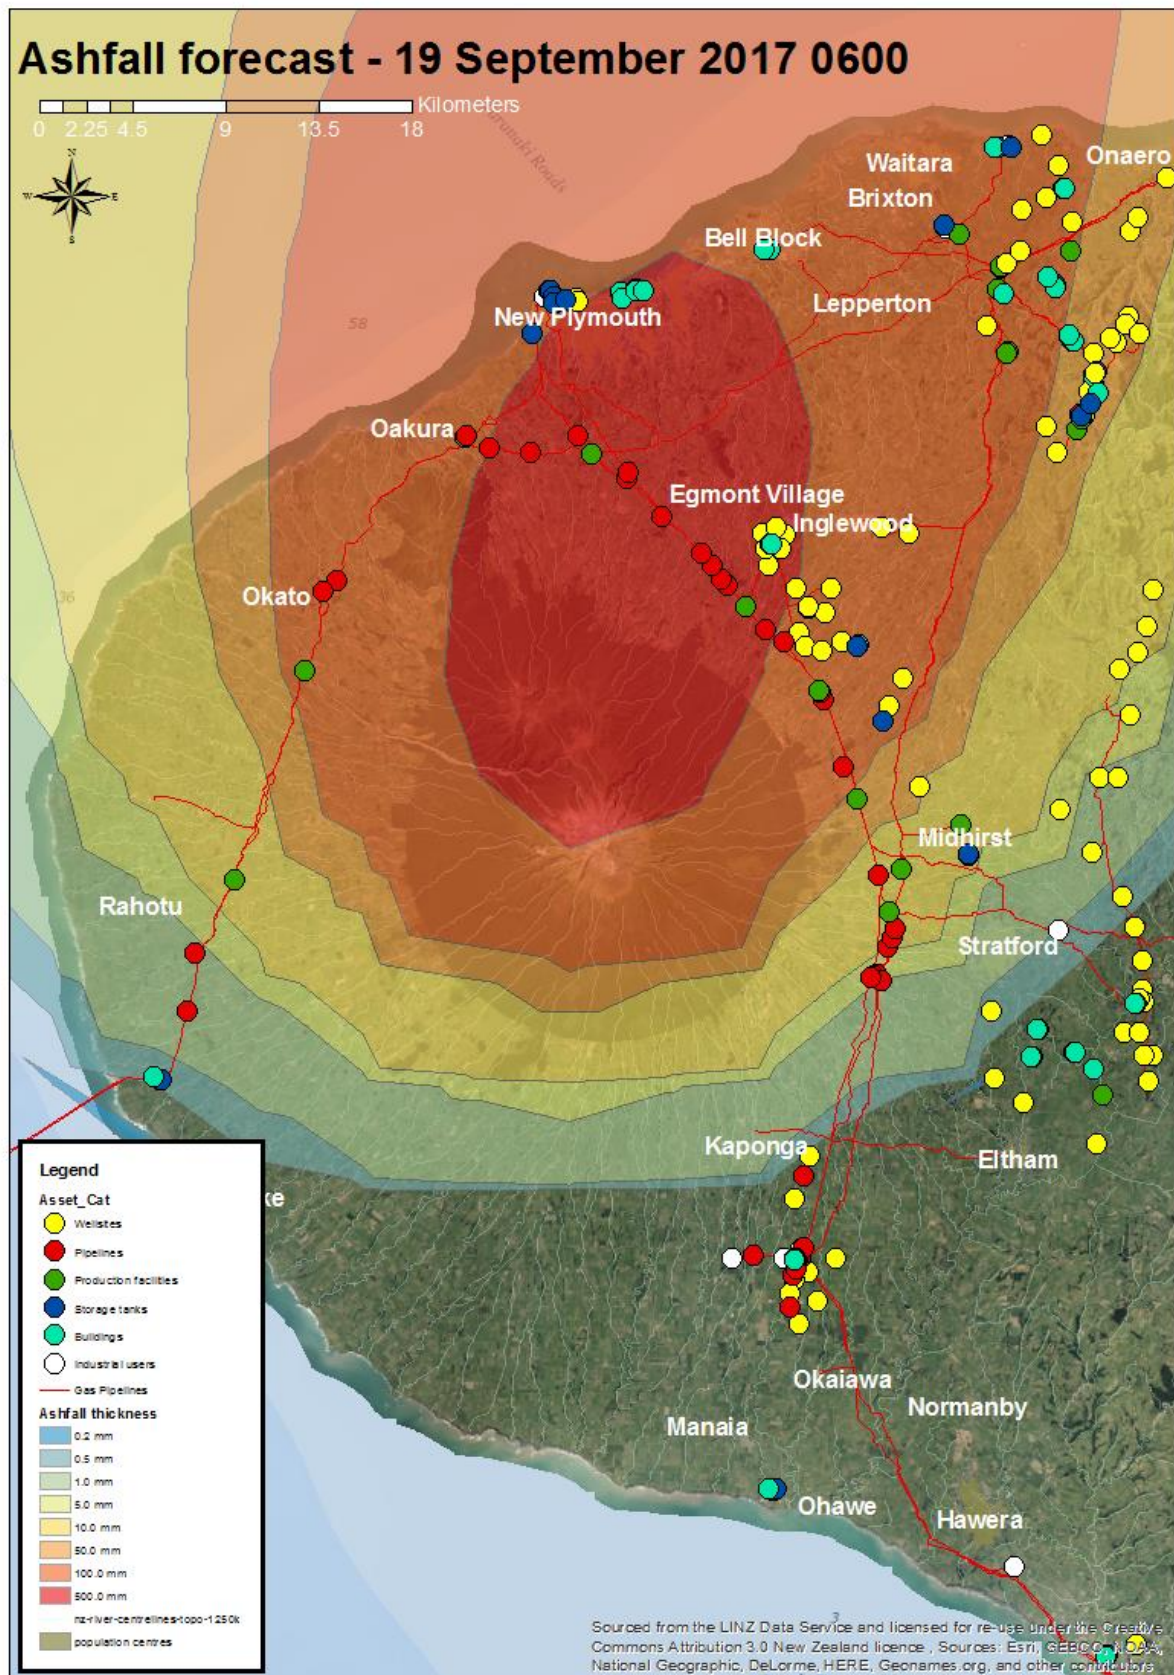 Ashfall forecast - 19 September 2017 0600
Kilometers
0 2.25 4.5 9 13.5 18
N
W E
S
Waitara
Onaero
Brixton
Bell Block
Lepperton
New Plymouth
58
Oakura
Egmont Village
Inglewood
Okato
36
Midhirst
Rahotu
Stratford
Kaponga
Eltham
ke
Okaiawa
Normanby
Manaia
Ohawe
Hawera
3
Legend
Asset_Cat
Wellsites
Pipelines
Production facilities
Storage tanks
Buildings
Industrial users
Gas Pipelines
Ashfall thickness
0.2 mm
0.5 mm
1.0 mm
5.0 mm
10.0 mm
50.0 mm
100.0 mm
500.0 mm
nz-river-centrelines-topo-1250k
population centres
Sourced from the LINZ Data Service and licensed for re-use under the Creative
Commons Attribution 3.0 New Zealand licence , Sources: Esri, GEBCO, NOAA,
National Geographic, DeLorme, HERE, Geonames.org, and other contributors